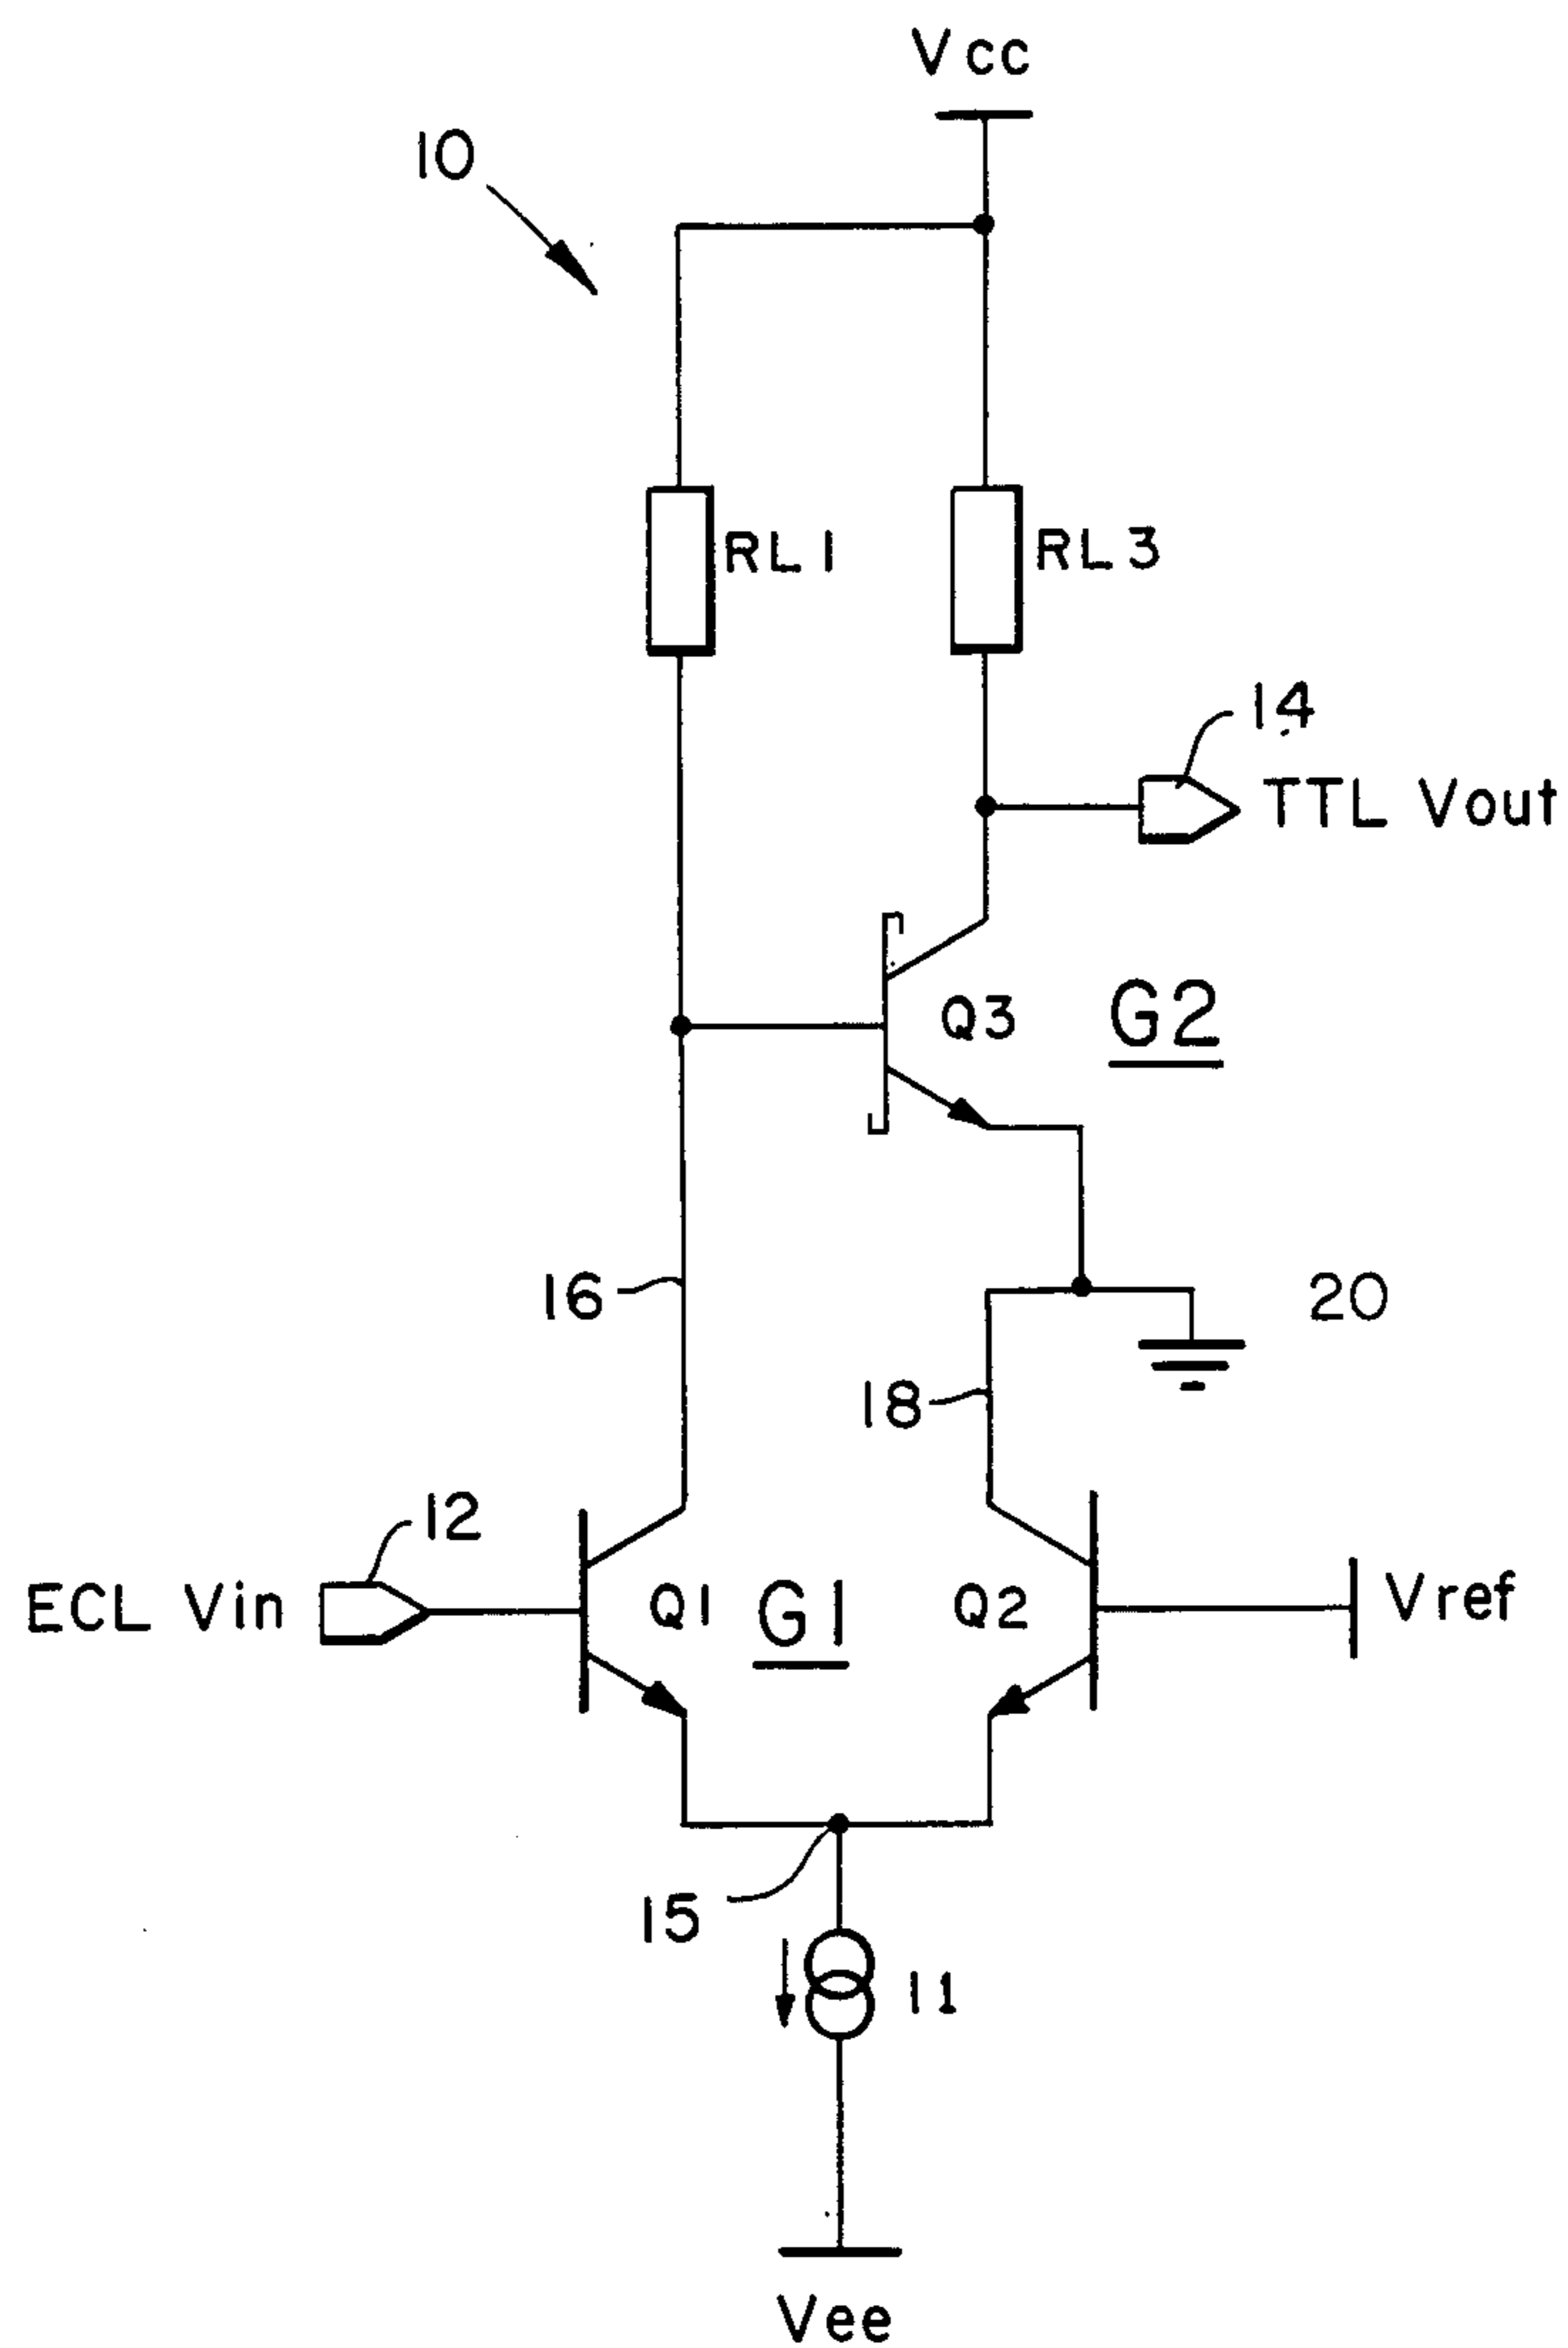 Vcc
10
RL1
RL3
14
TTL Vout
Q3
G2
16
20
18
12
ECL Vin
Q1
G1
Q2
Vref
15
I1
Vee